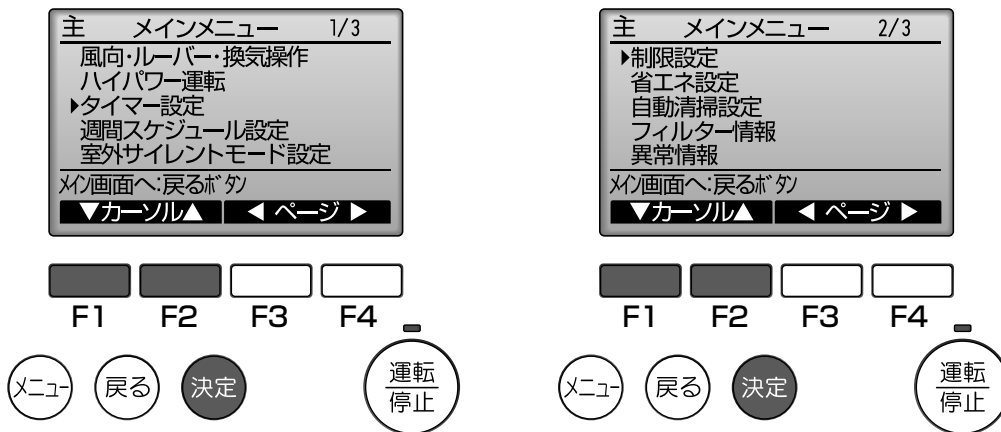 主 メインメニュー 1/3
風向・ルーバー・換気操作
ハイパワー運転
▶タイマー設定
週間スケジュール設定
室外サイレントモード設定
メイン画面へ:戻るボタン
▼カーソル▲ ◀ ページ ▶
F1 F2 F3 F4
メニュー 戻る 決定 運転
停止
主 メインメニュー 2/3
▶制限設定
省エネ設定
自動清掃設定
フィルター情報
異常情報
メイン画面へ:戻るボタン
▼カーソル▲ ◀ ページ ▶
F1 F2 F3 F4
メニュー 戻る 決定 運転
停止